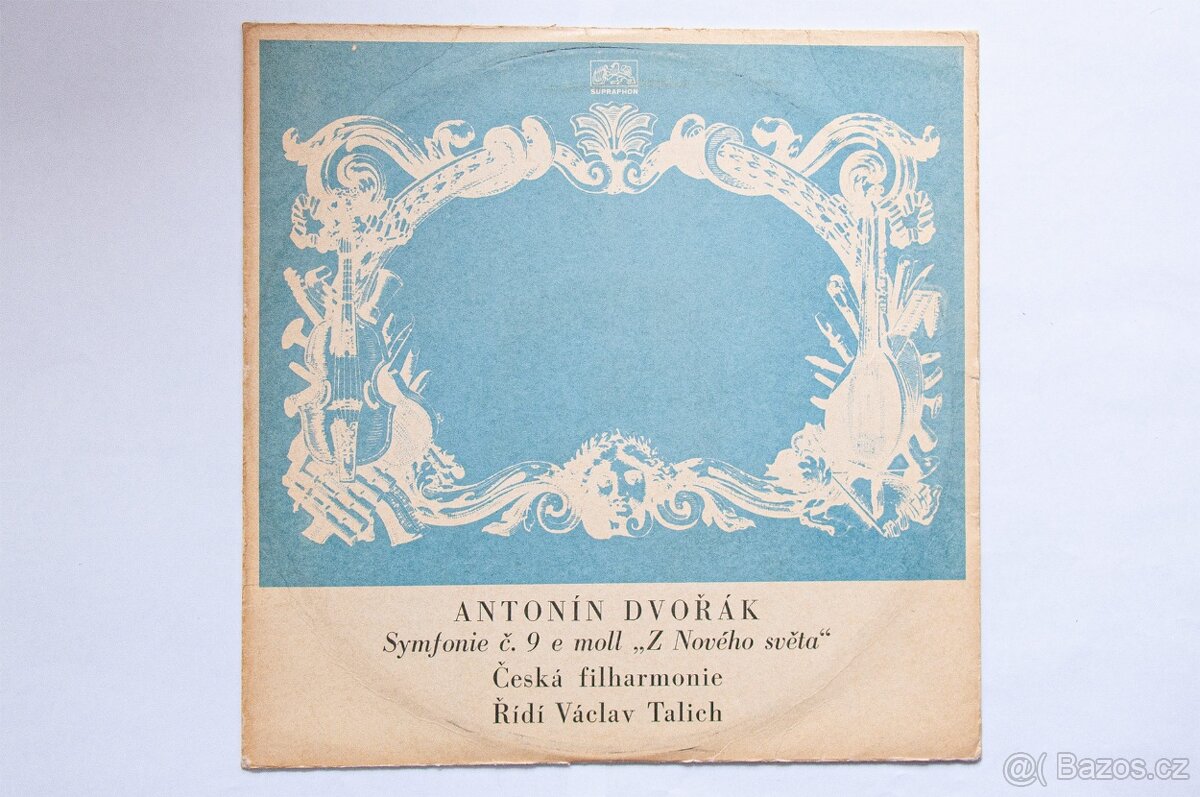 SUPRAPHON
ANTONÍN DVOŘÁK
Symfonie č. 9 e moll „Z Nového světa“
Česká filharmonie
Řídí Václav Talich
@( Bazos.cz